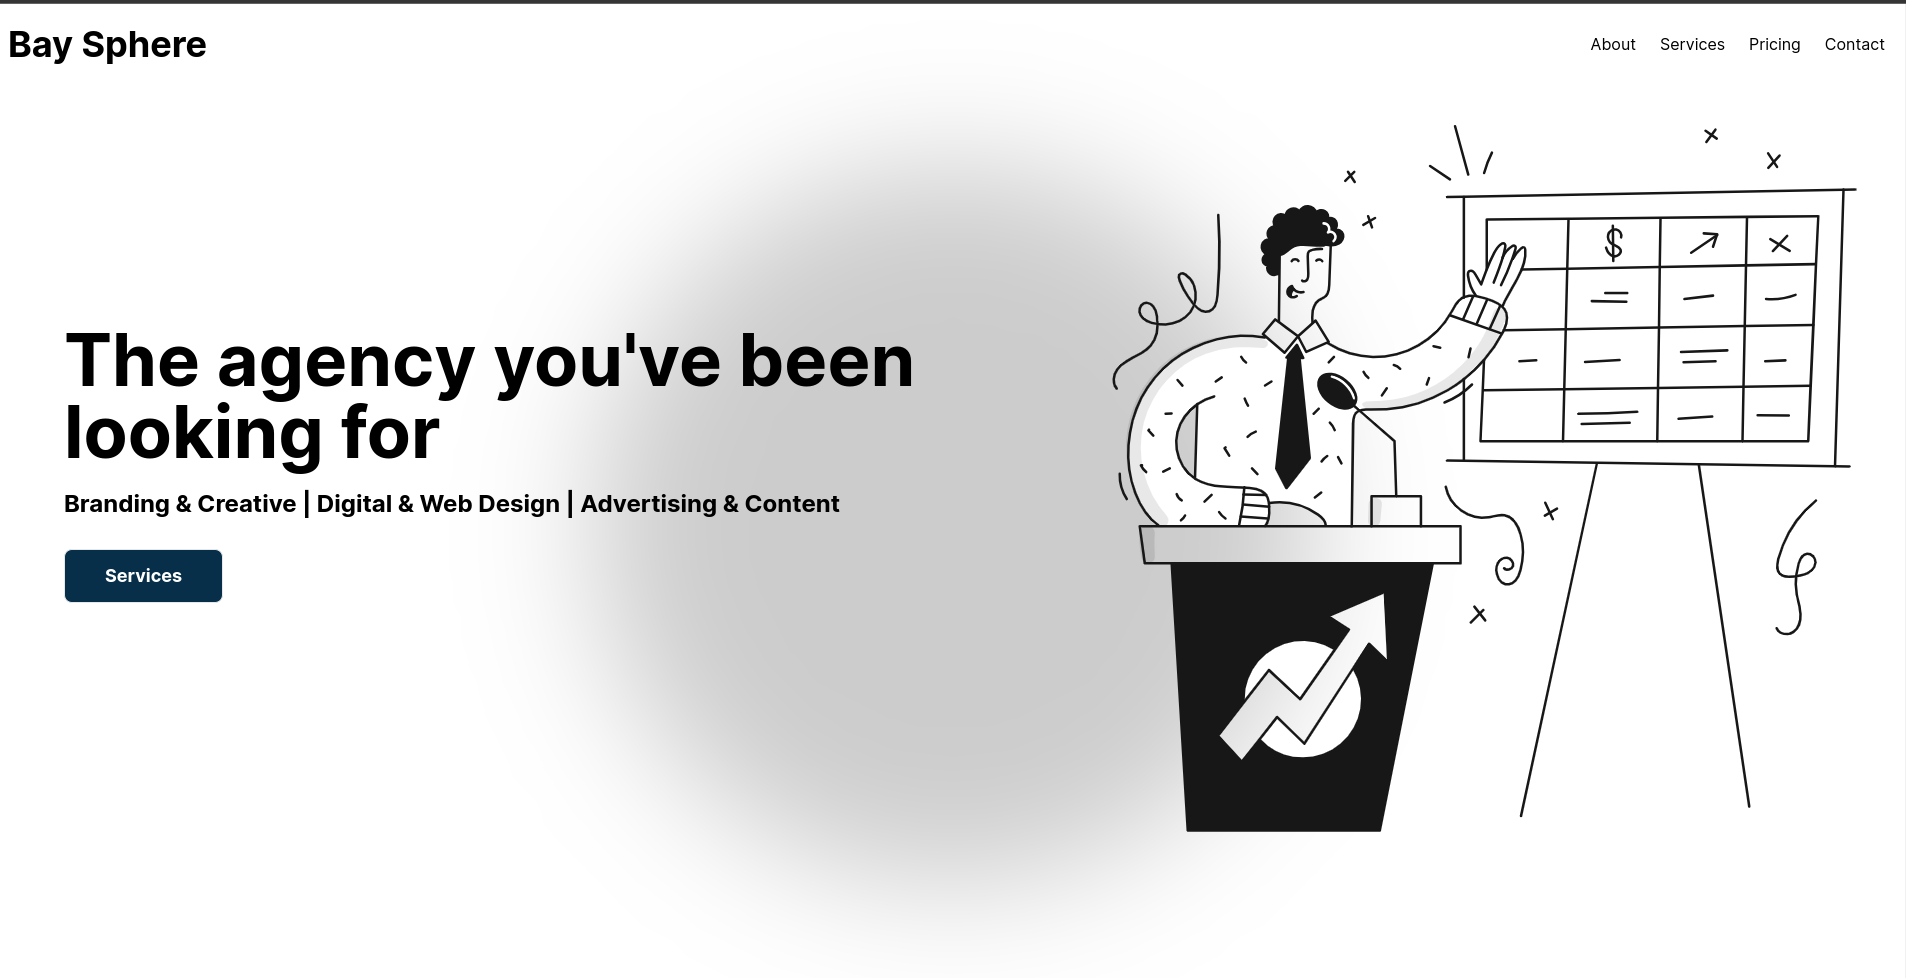 Bay Sphere
About Services Pricing Contact
The agency you've been
looking for
Branding & Creative | Digital & Web Design | Advertising & Content
Services
$